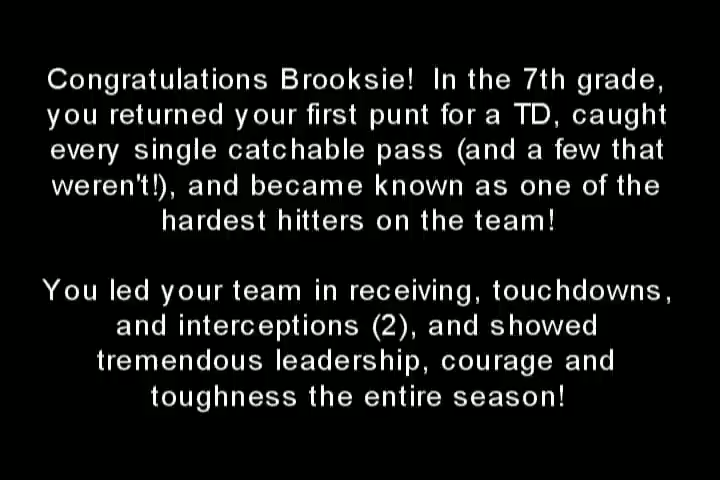 Congratulations Brooksie! In the 7th grade,
you returned your first punt for a TD, caught
every single catchable pass (and a few that
weren't!), and became known as one of the
hardest hitters on the team!
You led your team in receiving, touchdowns,
and interceptions (2), and showed
tremendous leadership, courage and
toughness the entire season!